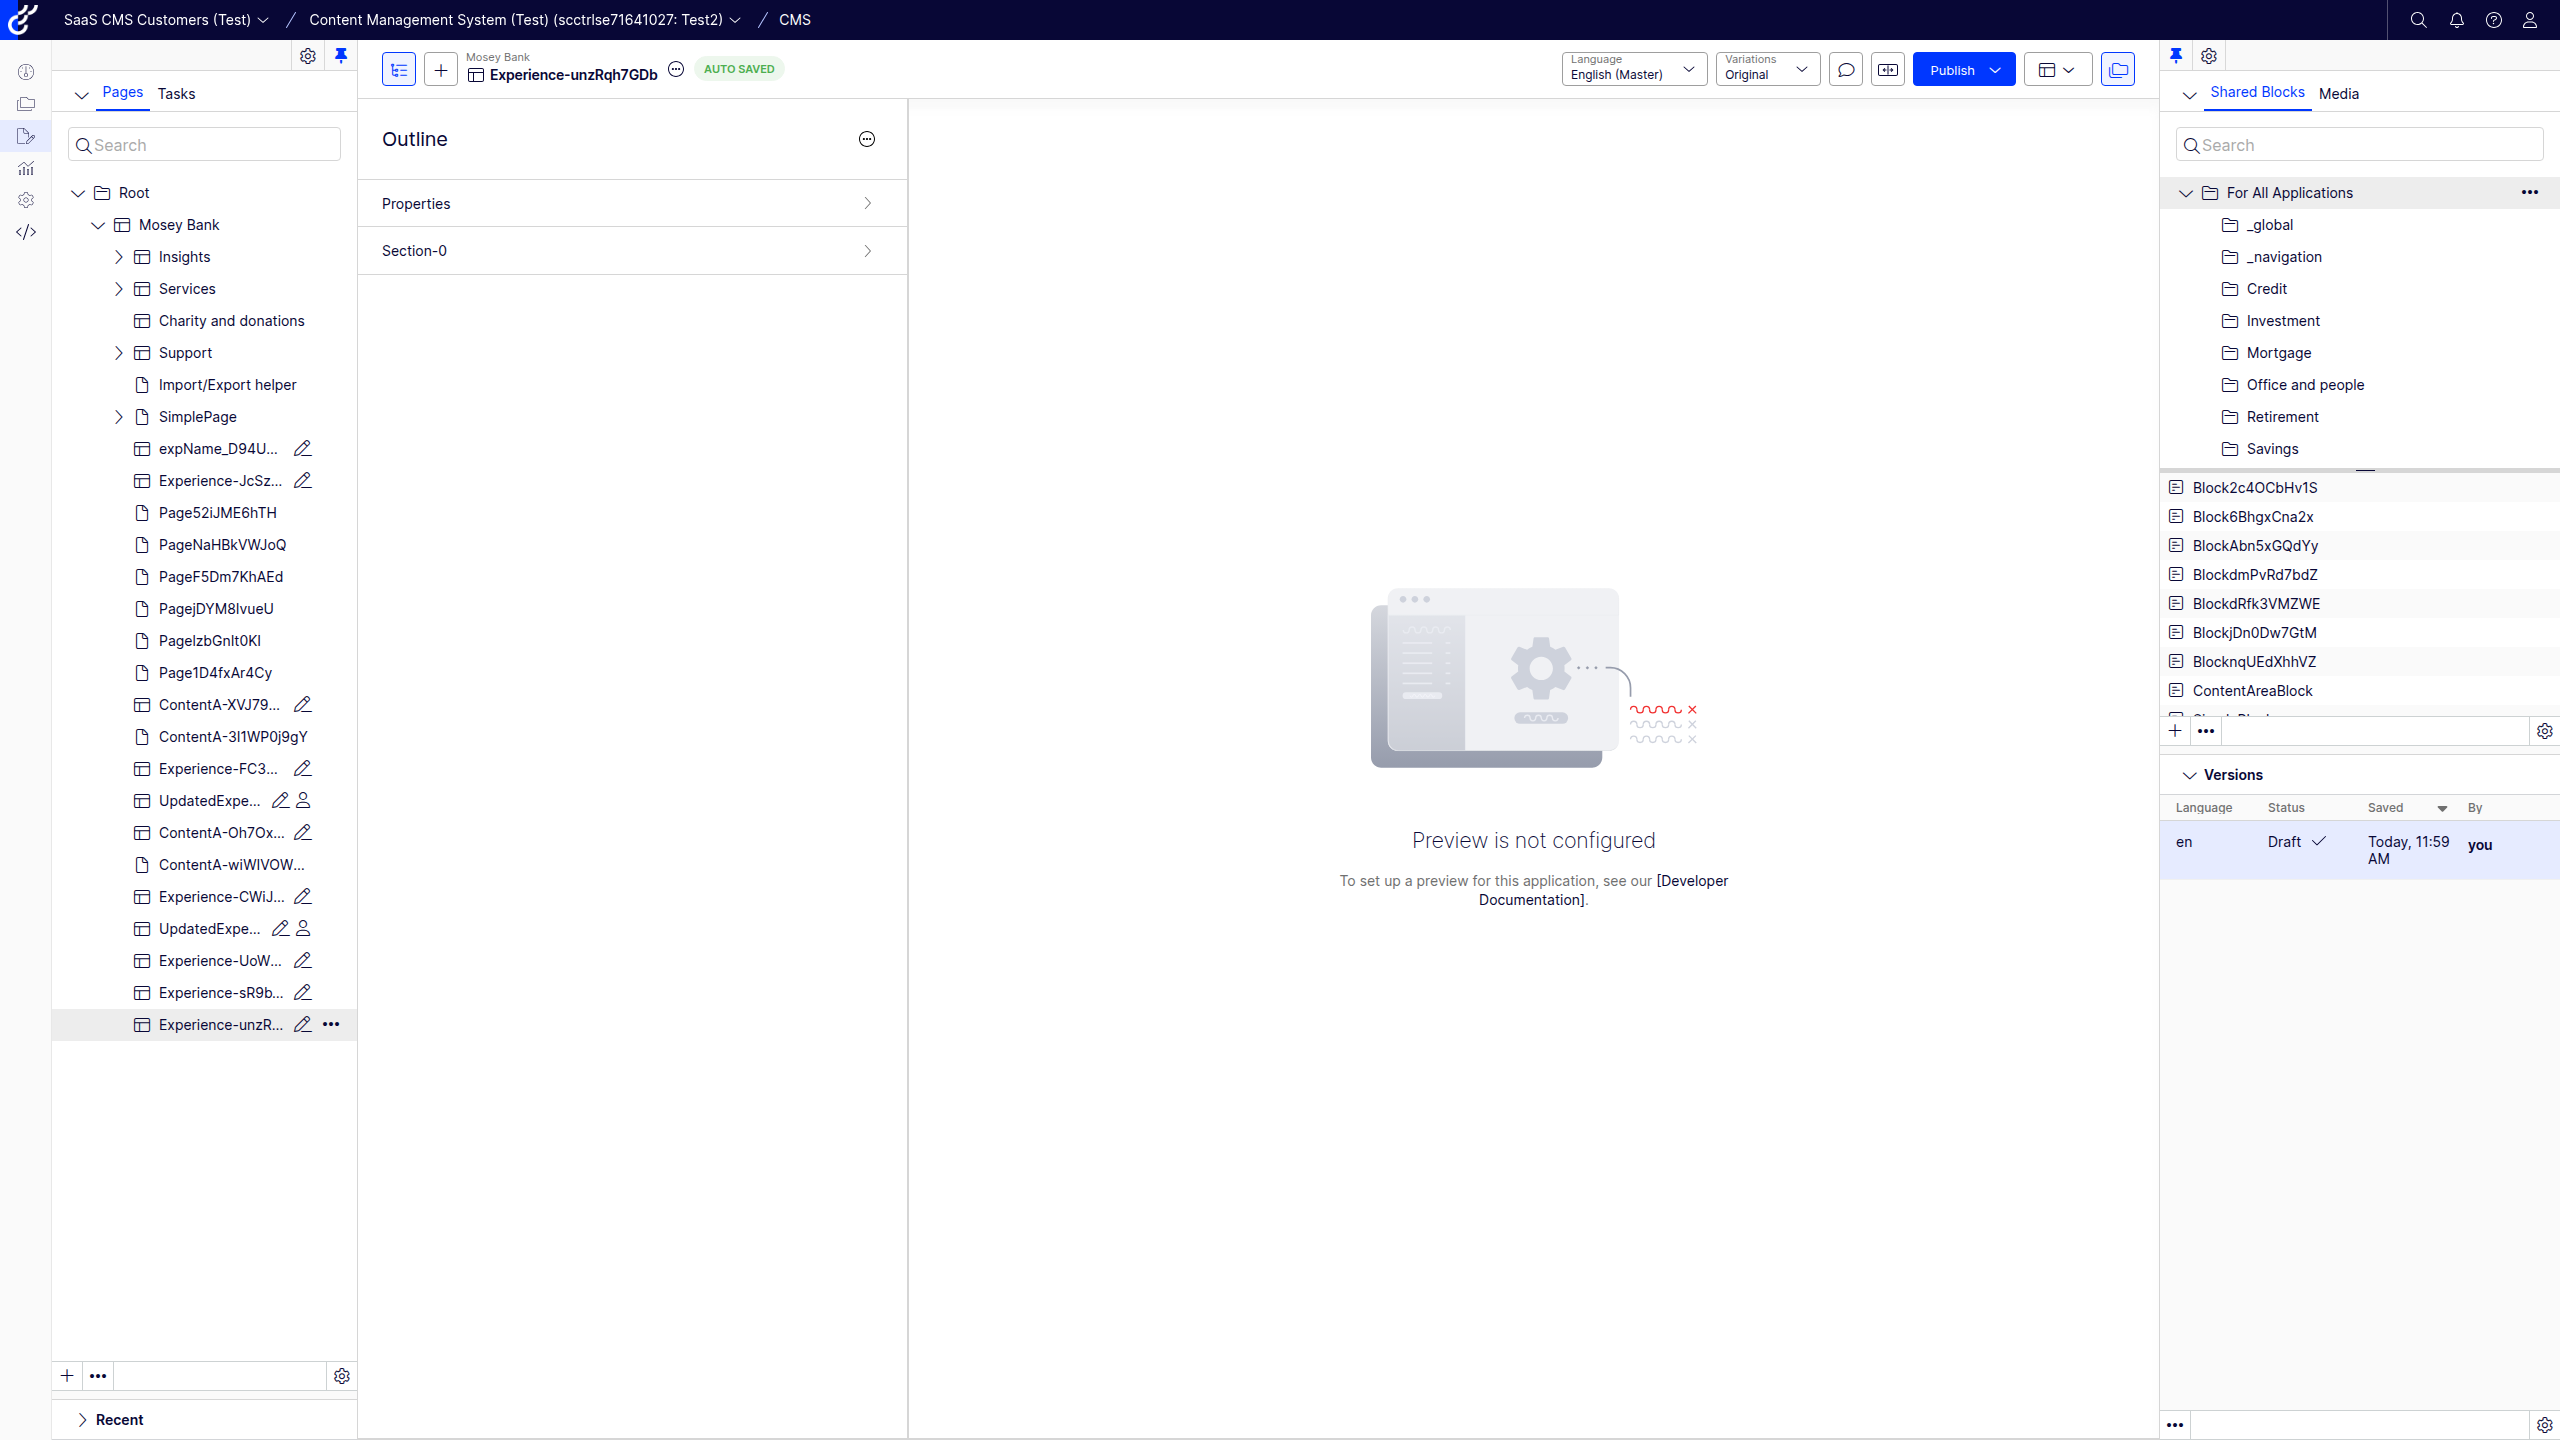 SaaS CMS Customers (Test) / Content Management System (Test) (scctrlse71641027: Test2) / CMS
Pages Tasks
Search
Root
Mosey Bank
Insights
Services
Charity and donations
Support
Import/Export helper
SimplePage
expName_D94U...
Experience-JcSz...
Page52iJME6hTH
PageNaHBkVWJoQ
PageF5Dm7KhAEd
PagejDYM8IvueU
PageIzbGnIt0KI
Page1D4fxAr4Cy
ContentA-XVJ79...
ContentA-3I1WP0j9gY
Experience-FC3...
UpdatedExpe...
ContentA-Oh7Ox...
ContentA-wiWIVOW...
Experience-CWiJ...
UpdatedExpe...
Experience-UoW...
Experience-sR9b...
Experience-unzR...
Recent
Mosey Bank
Experience-unzRqh7GDb
AUTO SAVED
Language
English (Master)
Variations
Original
Publish
Outline
Properties
Section-0
Preview is not configured
To set up a preview for this application, see our [Developer
Documentation].
Shared Blocks Media
Search
For All Applications
_global
_navigation
Credit
Investment
Mortgage
Office and people
Retirement
Savings
Block2c4OCbHv1S
Block6BhgxCna2x
BlockAbn5xGQdYy
BlockdmPvRd7bdZ
BlockdRfk3VMZWE
BlockjDn0Dw7GtM
BlocknqUEdXhhVZ
ContentAreaBlock
Versions
Language Status Saved By
en Draft Today, 11:59 you
AM